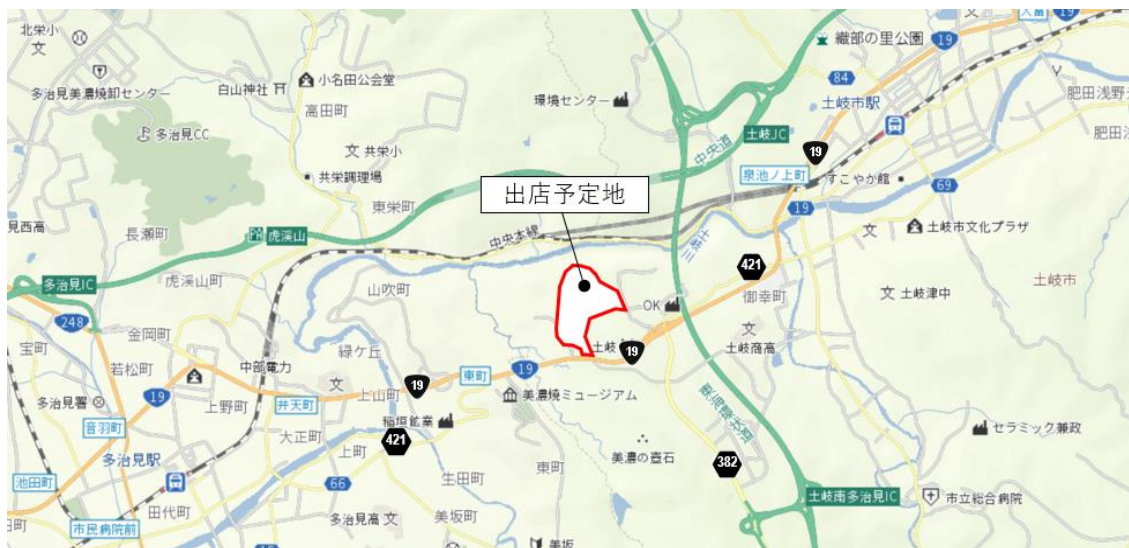 北栄小
文
多治見美濃焼卸センター
白山神社
小名田公会堂
高田町
多治見CC
文 共栄小
共栄調理場
東栄町
環境センター
中央道
土岐JC
織部の里公園
19
19
84
土岐市駅
肥田浅野
肥田浅
19
泉池ノ上町
すこやか館
69
19
出店予定地
中央本線
文
土岐市文化プラザ
見西高
長瀬町
PA 虎渓山
多治見IC
虎渓山町
山吹町
421
御幸町
文 土岐津中
土岐市
OK
248
金岡町
宝町
若松町
中部電力
緑ケ丘
文
土岐
19
文
土岐商高
多治見署
19
上野町
井天町
上山町
19
東町
19
美濃焼ミュージアム
音羽町
大正町
稲垣鉱業
421
上町
多治見駅
生田町
東町
美濃の壺石
382
セラミック兼政
池田町
66
土岐南多治見IC
市立総合病院
田代町
市民病院前
多治見高 文
美坂町
美坂